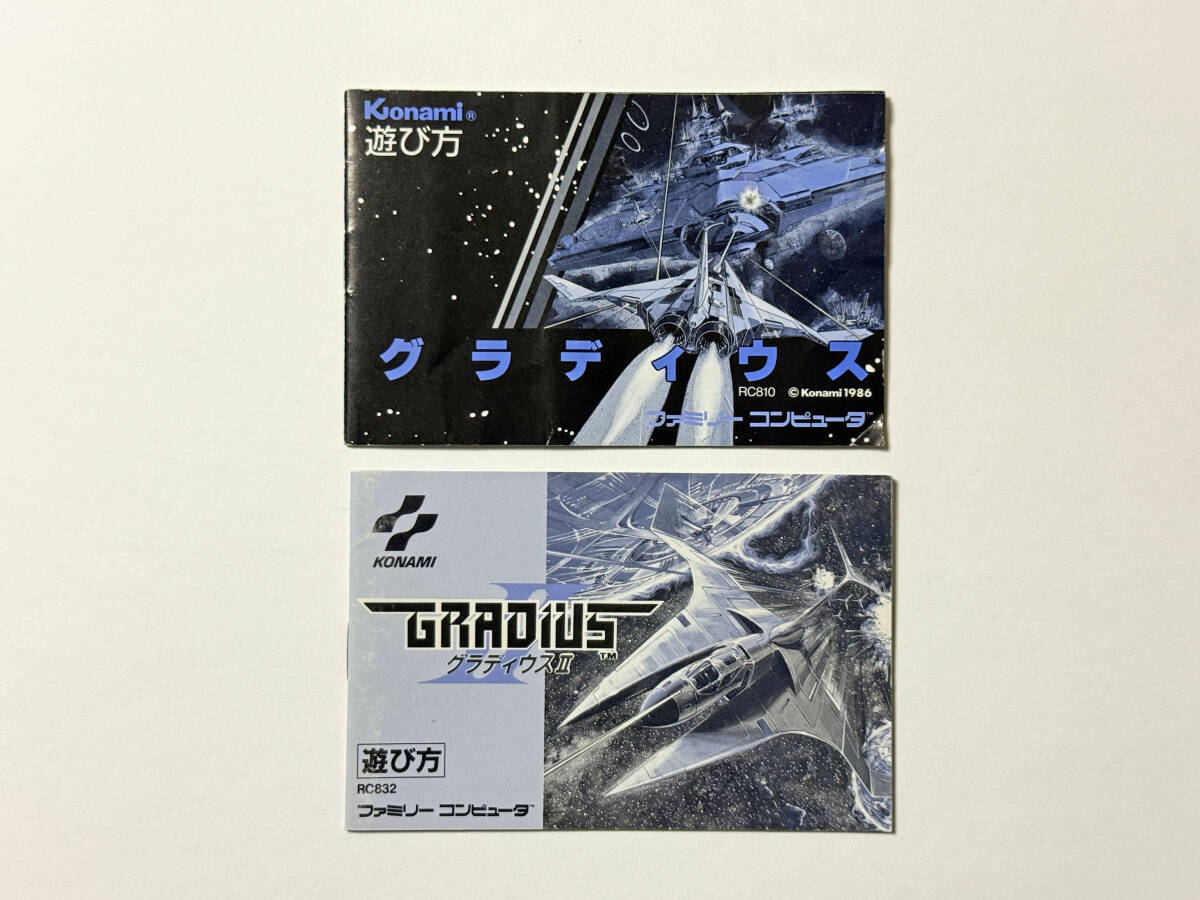 Konami®
遊び方
グラディウス
RC810 © Konami 1986
ファミリー コンピュータ™
KONAMI
II
GRADIUS™
グラディウスII
遊び方
RC832
ファミリー コンピュータ™